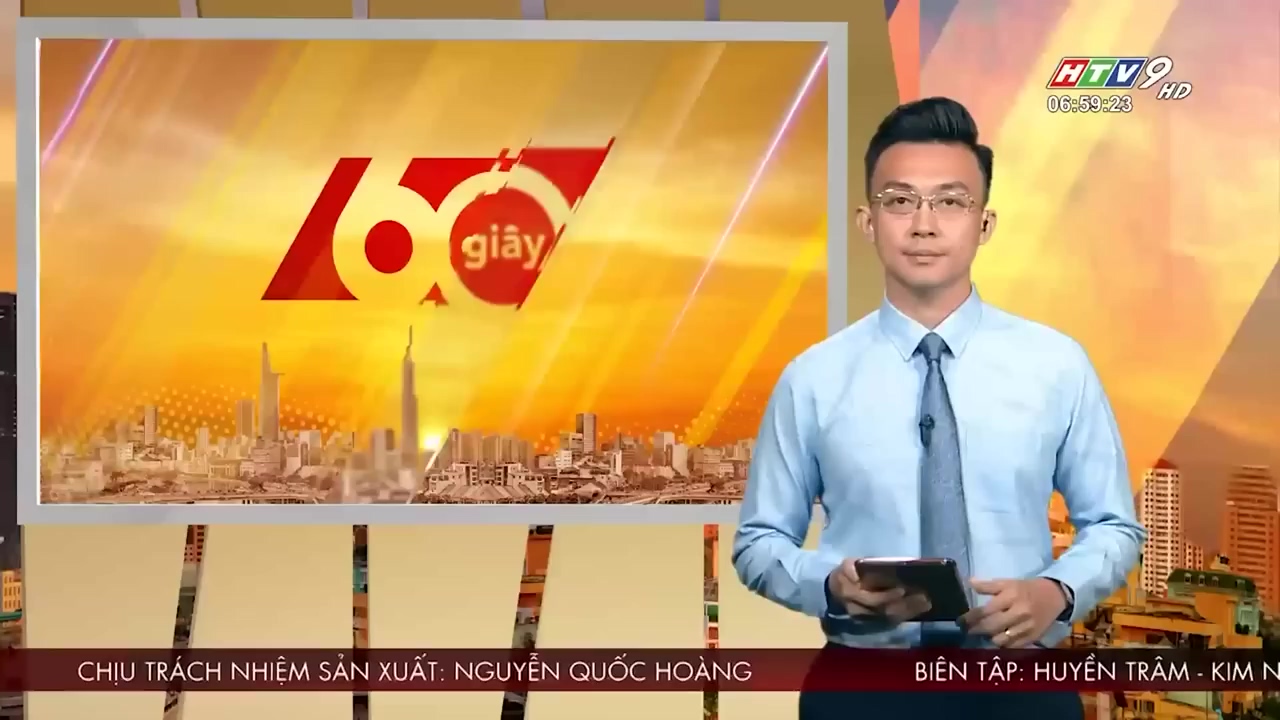 60 giây
HTV9 HD
06:59:23
CHỊU TRÁCH NHIỆM SẢN XUẤT: NGUYỄN QUỐC HOÀNG
BIÊN TẬP: HUYỀN TRÂM - KIM N